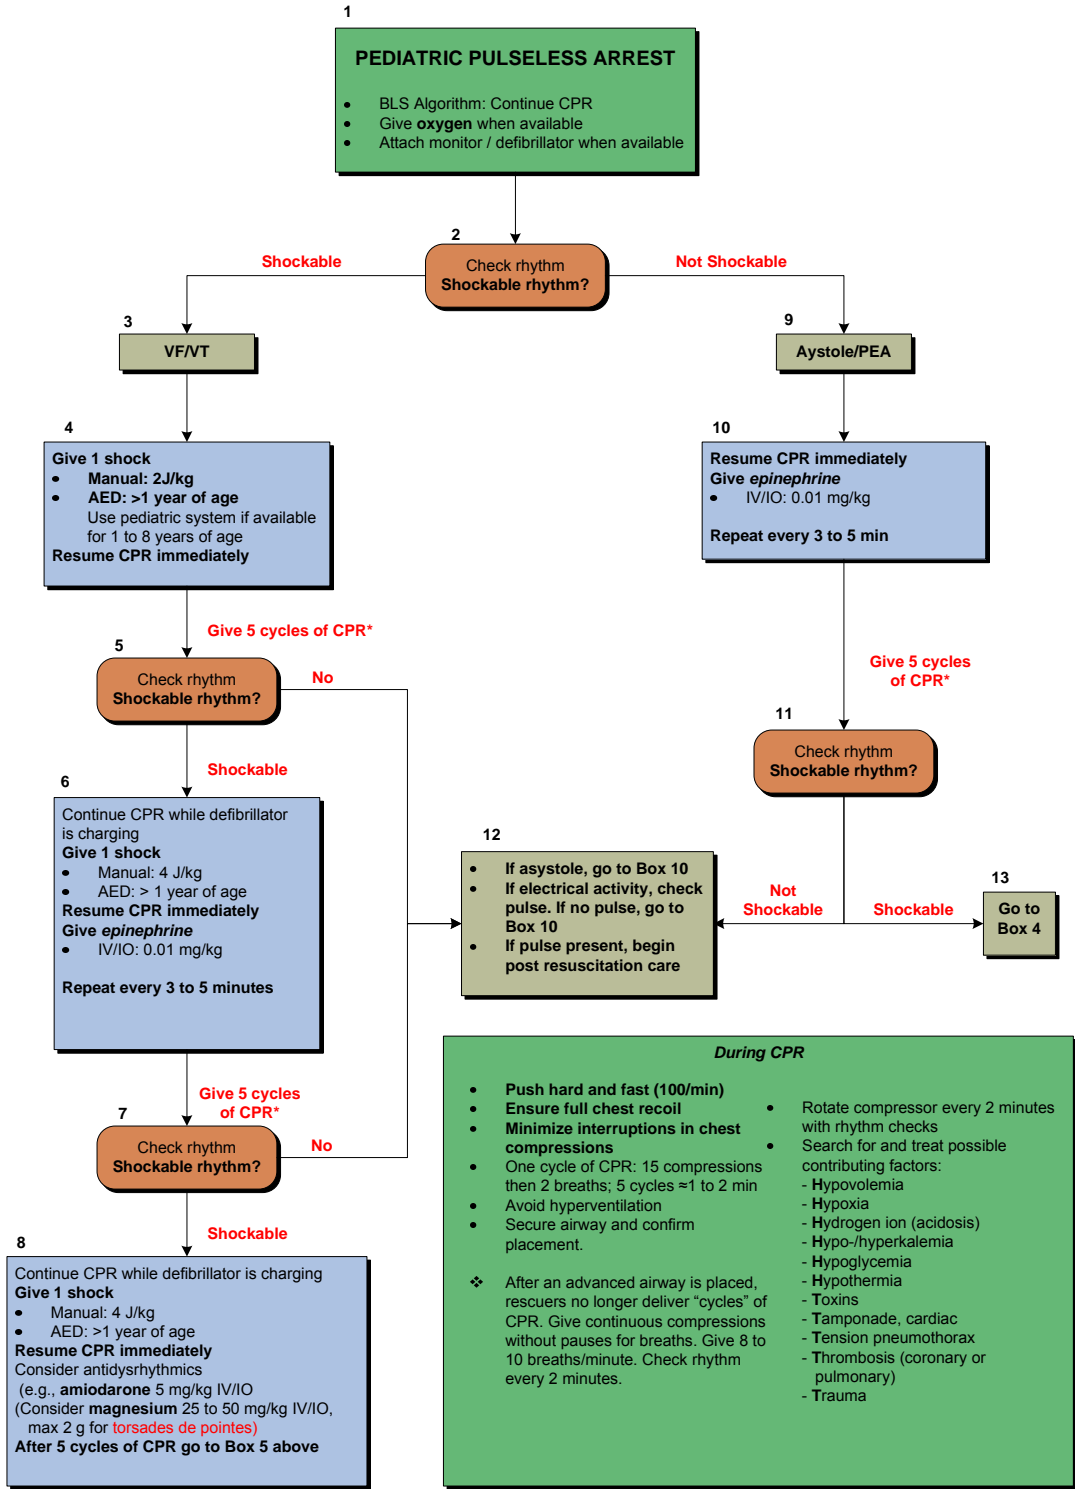 1
PEDIATRIC PULSELESS ARREST
• BLS Algorithm: Continue CPR
• Give oxygen when available
• Attach monitor / defibrillator when available
2
Shockable
Check rhythm
Shockable rhythm?
Not Shockable
3
VF/VT
9
Aystole/PEA
4
Give 1 shock
• Manual: 2J/kg
• AED: >1 year of age
Use pediatric system if available
for 1 to 8 years of age
Resume CPR immediately
10
Resume CPR immediately
Give epinephrine
• IV/IO: 0.01 mg/kg
Repeat every 3 to 5 min
Give 5 cycles of CPR*
5
Check rhythm
Shockable rhythm?
No
Give 5 cycles
of CPR*
11
Check rhythm
Shockable rhythm?
Shockable
6
Continue CPR while defibrillator
is charging
Give 1 shock
• Manual: 4 J/kg
• AED: > 1 year of age
Resume CPR immediately
Give epinephrine
• IV/IO: 0.01 mg/kg
Repeat every 3 to 5 minutes
12
• If asystole, go to Box 10
• If electrical activity, check
pulse. If no pulse, go to
Box 10
• If pulse present, begin
post resuscitation care
Not
Shockable
Shockable
13
Go to
Box 4
Give 5 cycles
of CPR*
7
Check rhythm
Shockable rhythm?
No
Shockable
8
Continue CPR while defibrillator is charging
Give 1 shock
• Manual: 4 J/kg
• AED: >1 year of age
Resume CPR immediately
Consider antidysrhythmics
(e.g., amiodarone 5 mg/kg IV/IO
(Consider magnesium 25 to 50 mg/kg IV/IO,
max 2 g for torsades de pointes)
After 5 cycles of CPR go to Box 5 above
During CPR
• Push hard and fast (100/min)
• Ensure full chest recoil
• Minimize interruptions in chest
compressions
• One cycle of CPR: 15 compressions
then 2 breaths; 5 cycles ≈1 to 2 min
• Avoid hyperventilation
• Secure airway and confirm
placement.
❖ After an advanced airway is placed,
rescuers no longer deliver “cycles” of
CPR. Give continuous compressions
without pauses for breaths. Give 8 to
10 breaths/minute. Check rhythm
every 2 minutes.
• Rotate compressor every 2 minutes
with rhythm checks
• Search for and treat possible
contributing factors:
- Hypovolemia
- Hypoxia
- Hydrogen ion (acidosis)
- Hypo-/hyperkalemia
- Hypoglycemia
- Hypothermia
- Toxins
- Tamponade, cardiac
- Tension pneumothorax
- Thrombosis (coronary or
pulmonary)
- Trauma